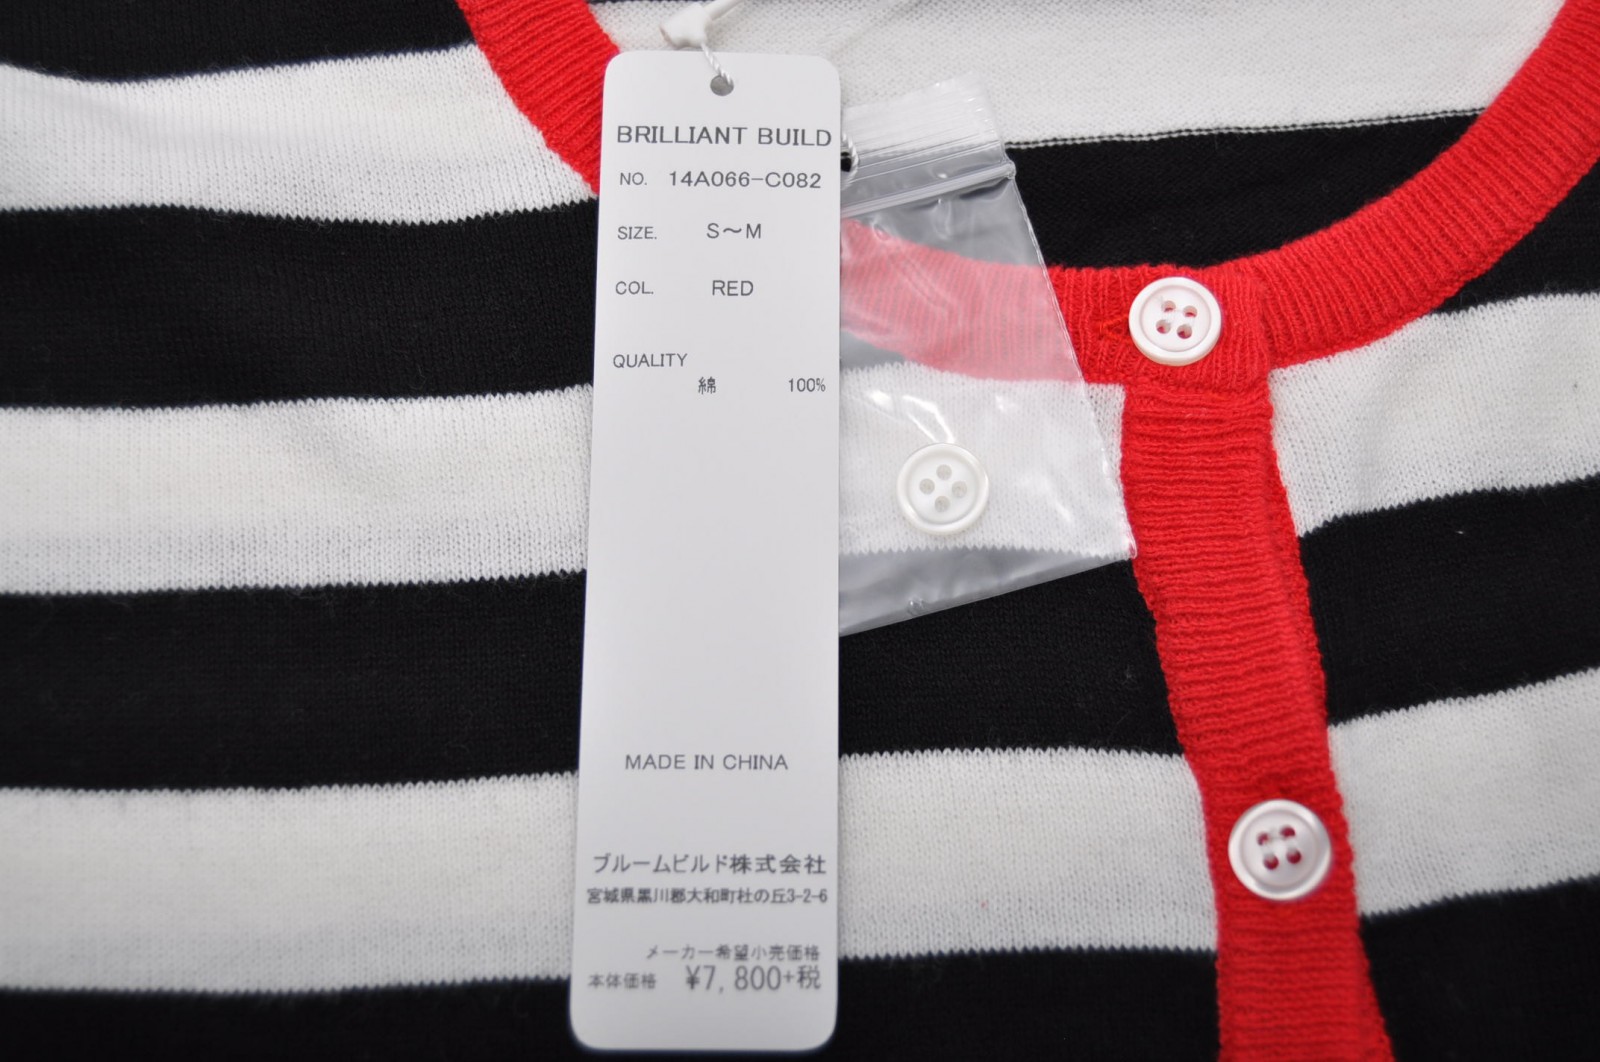 BRILLIANT BUILD
NO. 14A066-C082
SIZE. S～M
COL. RED
QUALITY
綿 100%
MADE IN CHINA
ブルームビルド株式会社
宮城県黒川郡大和町杜の丘3-2-6
メーカー希望小売価格
本体価格 ¥7,800+税